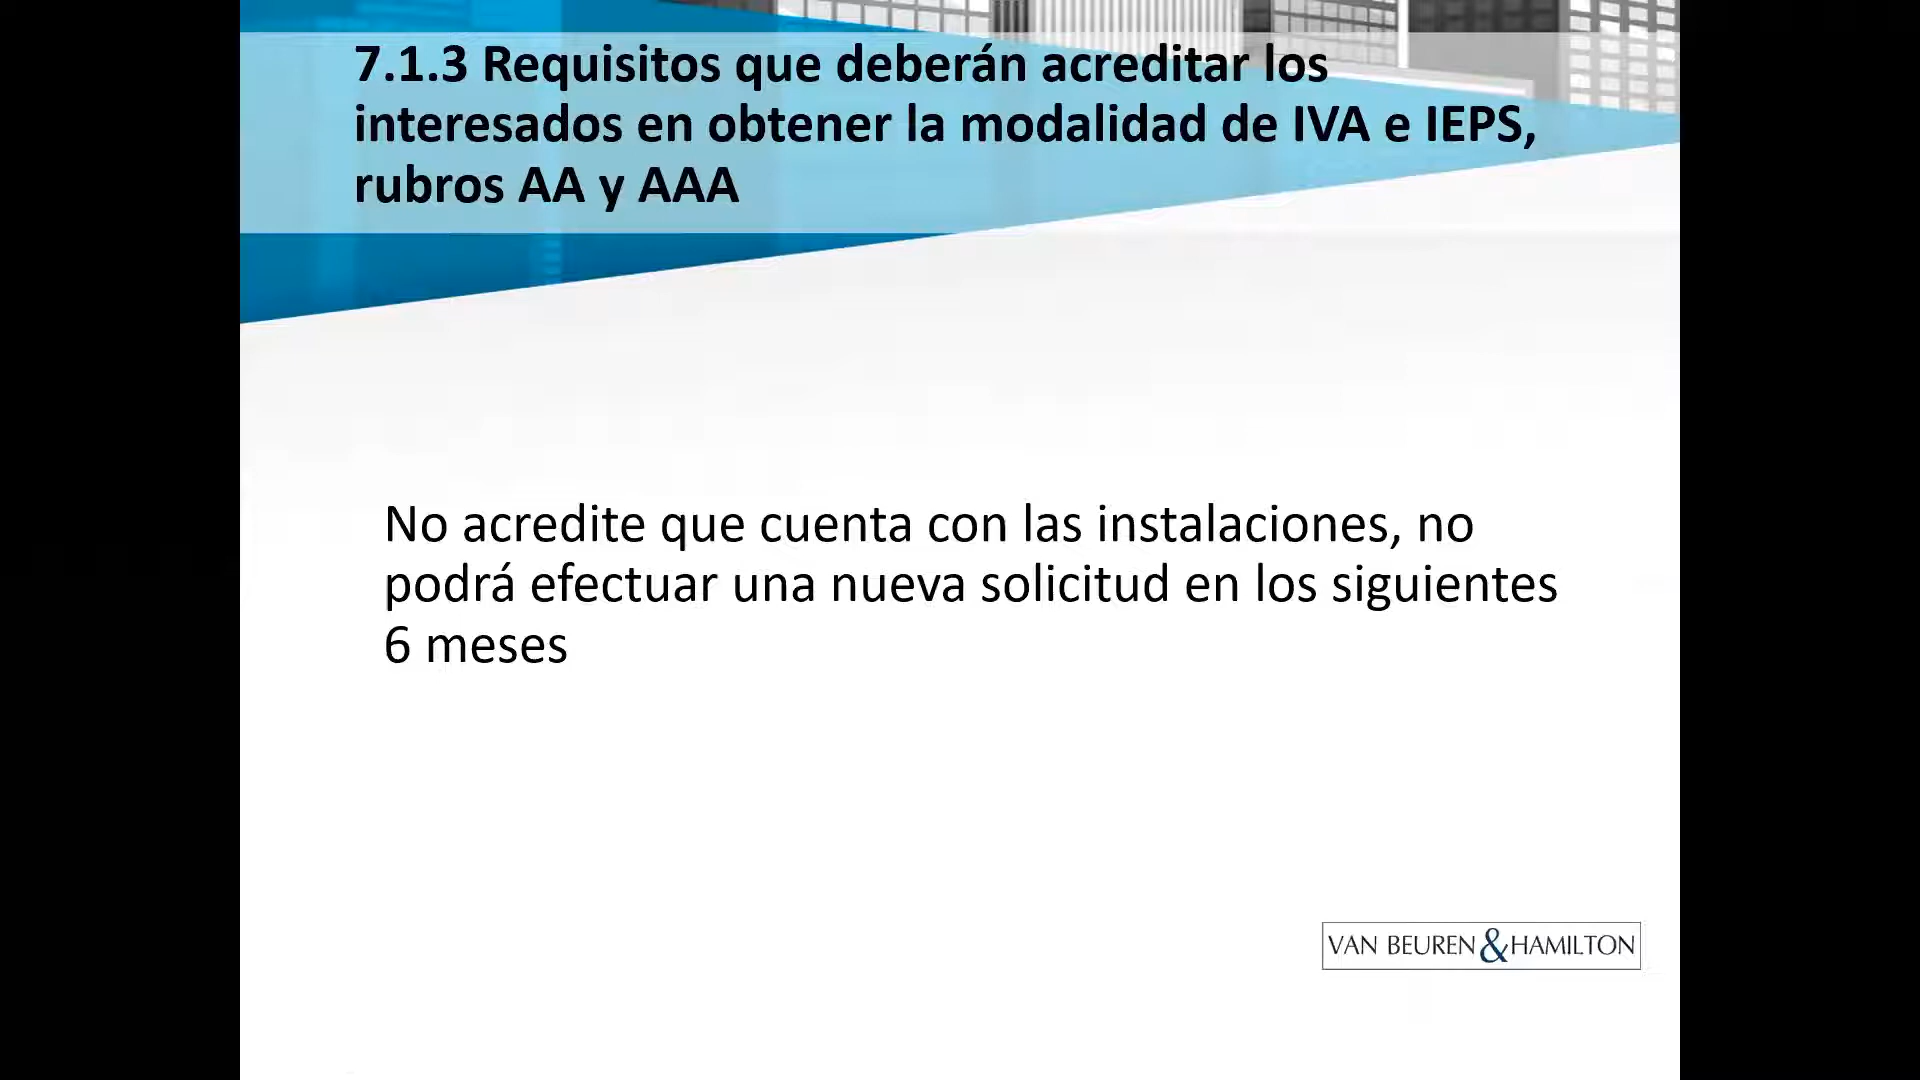 7.1.3 Requisitos que deberán acreditar los
interesados en obtener la modalidad de IVA e IEPS,
rubros AA y AAA
No acredite que cuenta con las instalaciones, no
podrá efectuar una nueva solicitud en los siguientes
6 meses
VAN BEUREN & HAMILTON